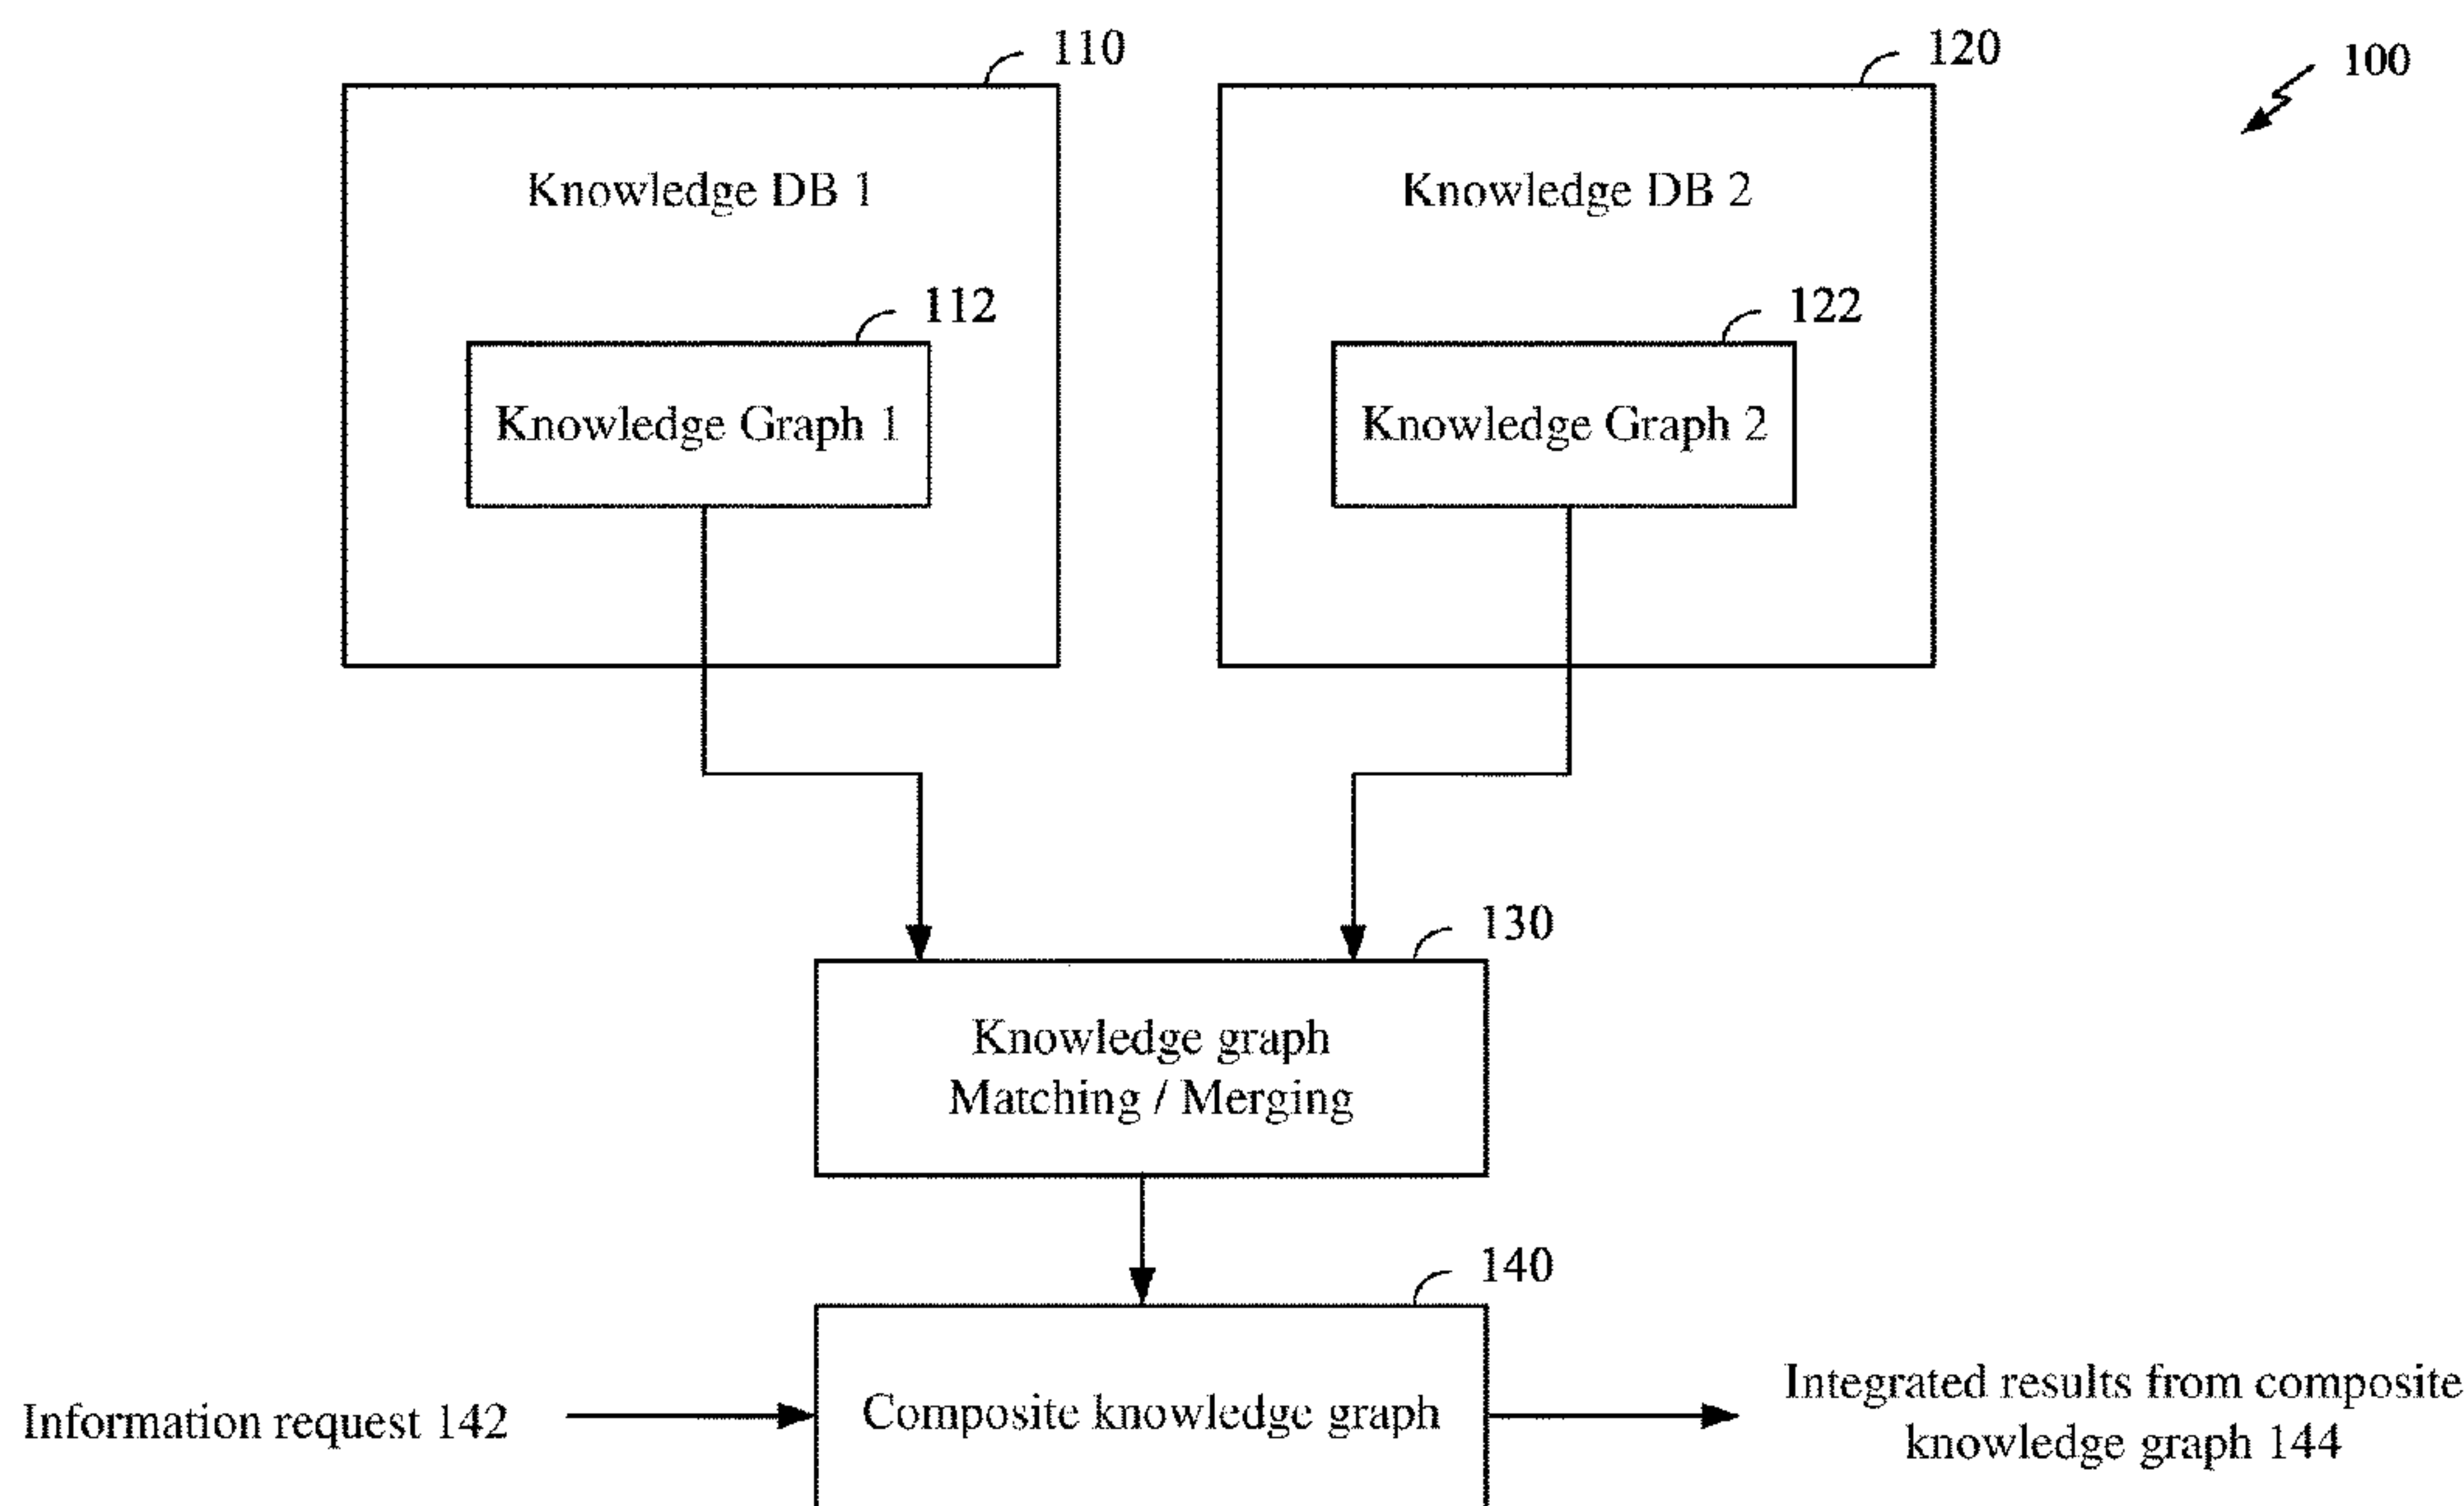 110
120
100
Knowledge DB 1
Knowledge DB 2
112
122
Knowledge Graph 1
Knowledge Graph 2
130
Knowledge graph
Matching / Merging
140
Information request 142
Composite knowledge graph
Integrated results from composite
knowledge graph 144